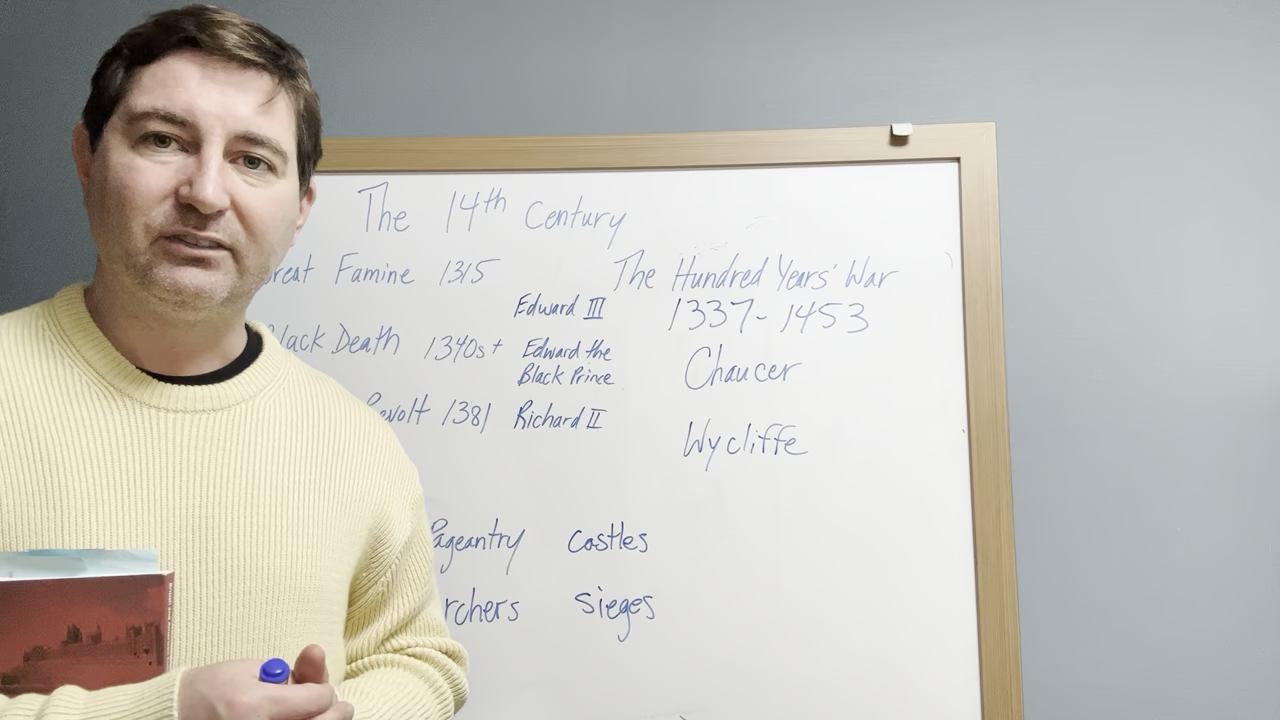 The 14th Century
reat Famine 1315
lack Death 1340s+
Revolt 1381
Edward III
Edward the
Black Prince
Richard II
The Hundred Years' War
1337-1453
Chaucer
Wycliffe
Pageantry castles
rchers sieges